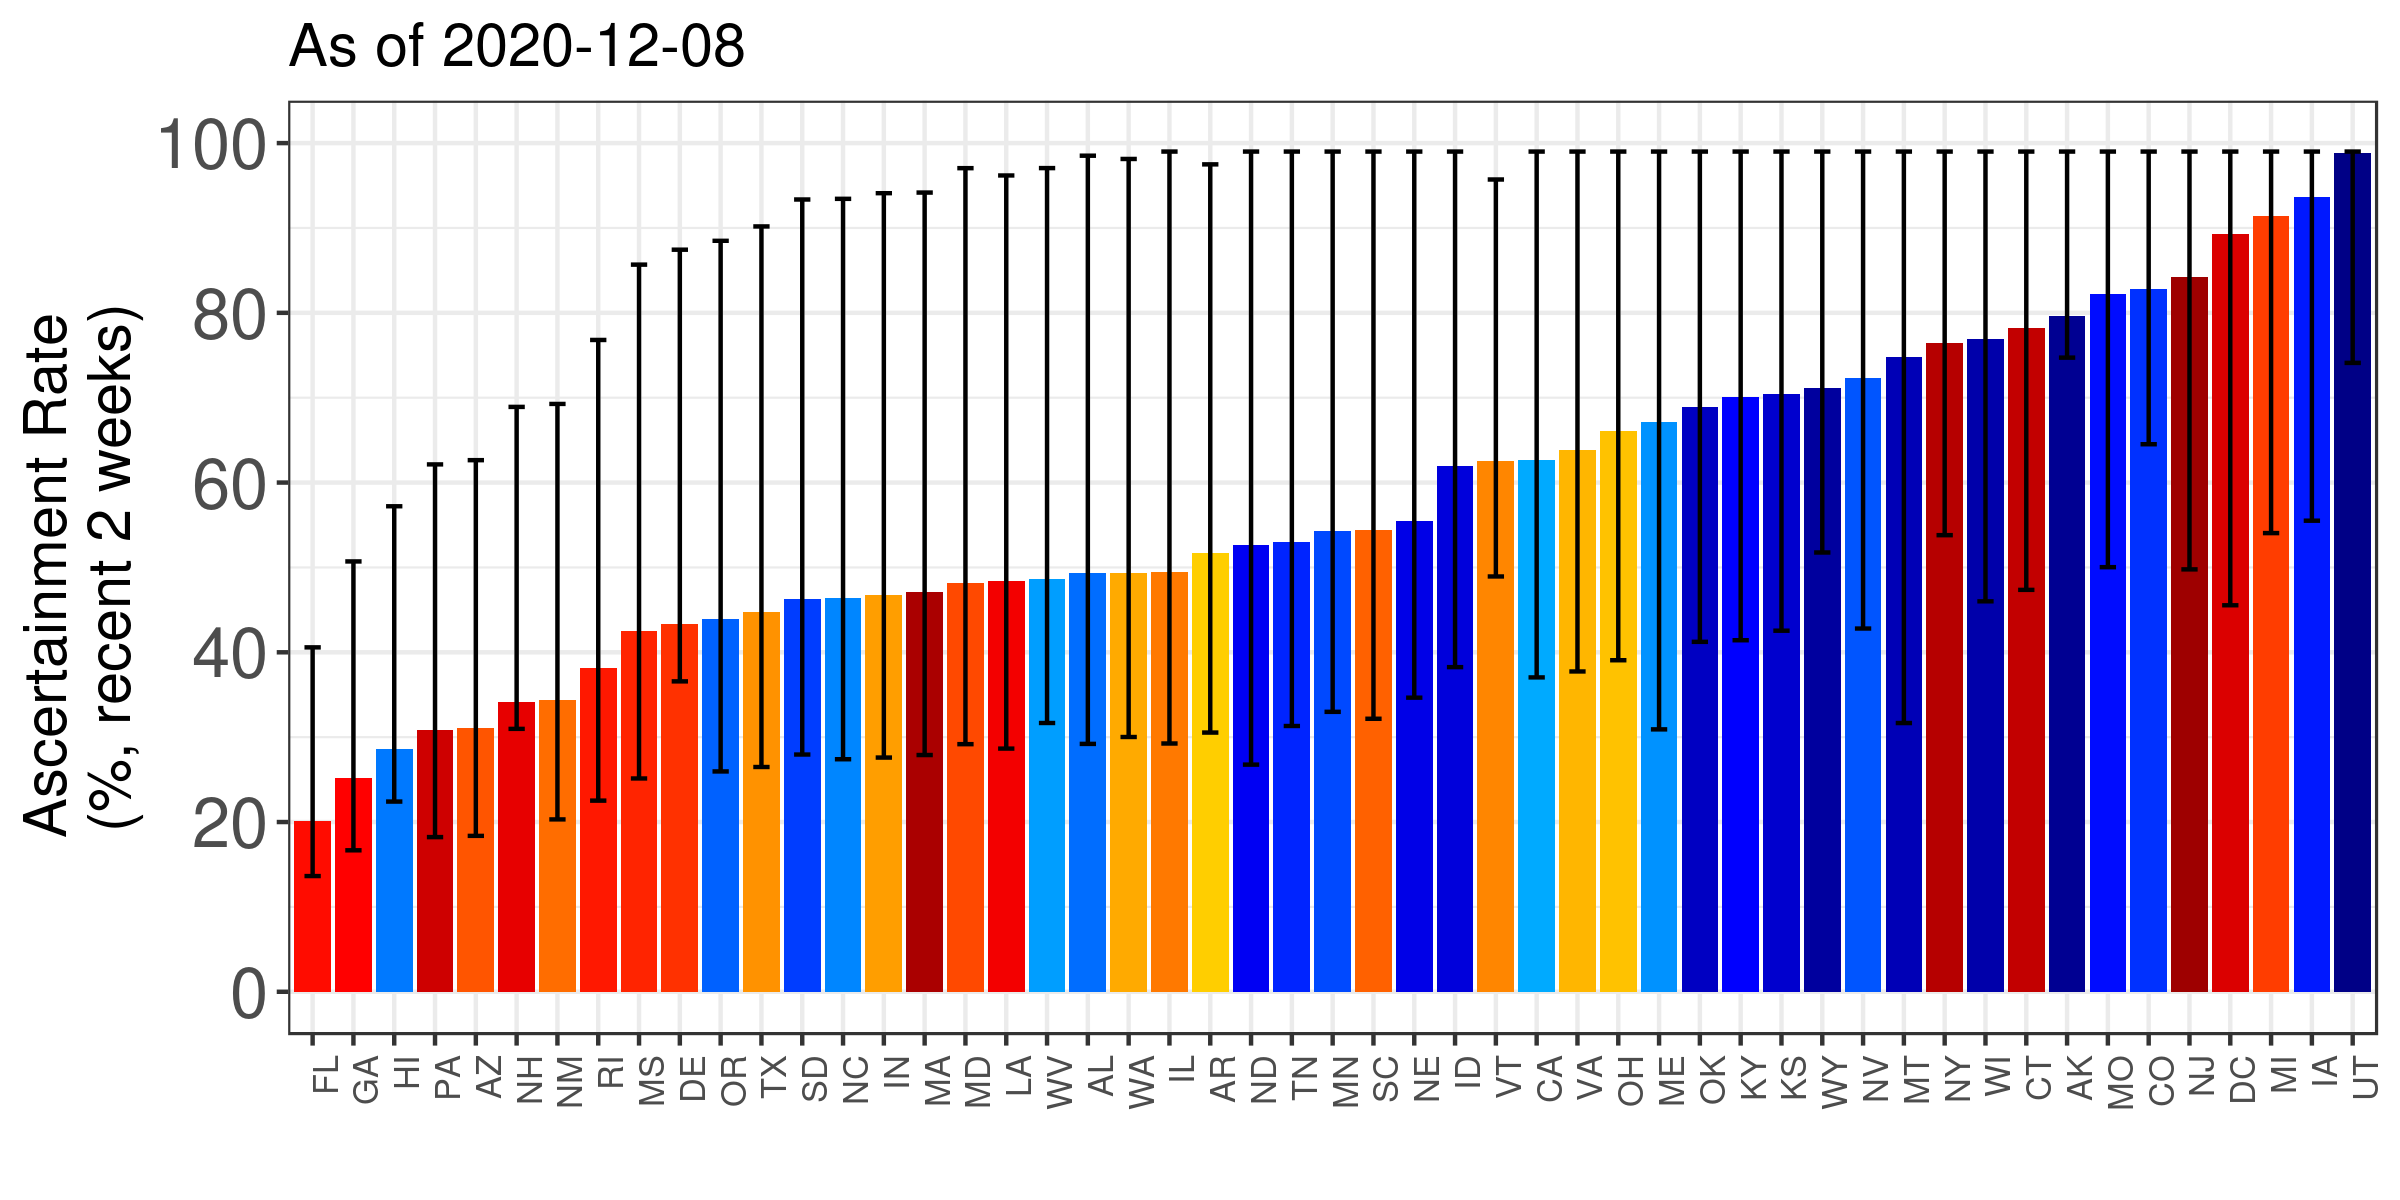 As of 2020-12-08
Ascertainment Rate
(%, recent 2 weeks)
100
80
60
40
20
0
FL GA HI PA AZ NH NM RI MS DE OR TX SD NC IN MA MD LA WV AL WA IL AR ND TN MN SC NE ID VT CA VA OH ME OK KY KS WY NV MT NY WI CT AK MO CO NJ DC MI IA UT